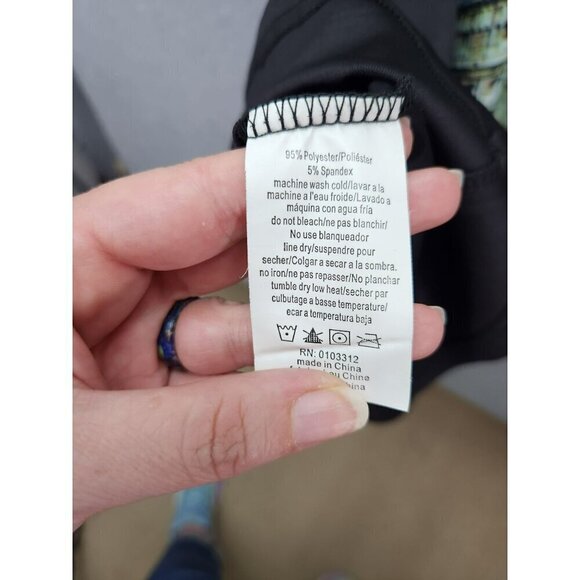 95% Polyester/Poliéster
5% Spandex
machine wash cold/lavar a la
machine a l'eau froide/Lavado a
máquina con agua fría
do not bleach/ne pas blanchir/
No use blanqueador
line dry/suspendre pour
secher/Colgar a secar a la sombra.
no iron/ne pas repasser/No planchar
tumble dry low heat/secher par
culbutage a basse temperature/
ecar a temperatura baja
RN: 0103312
made in China
China